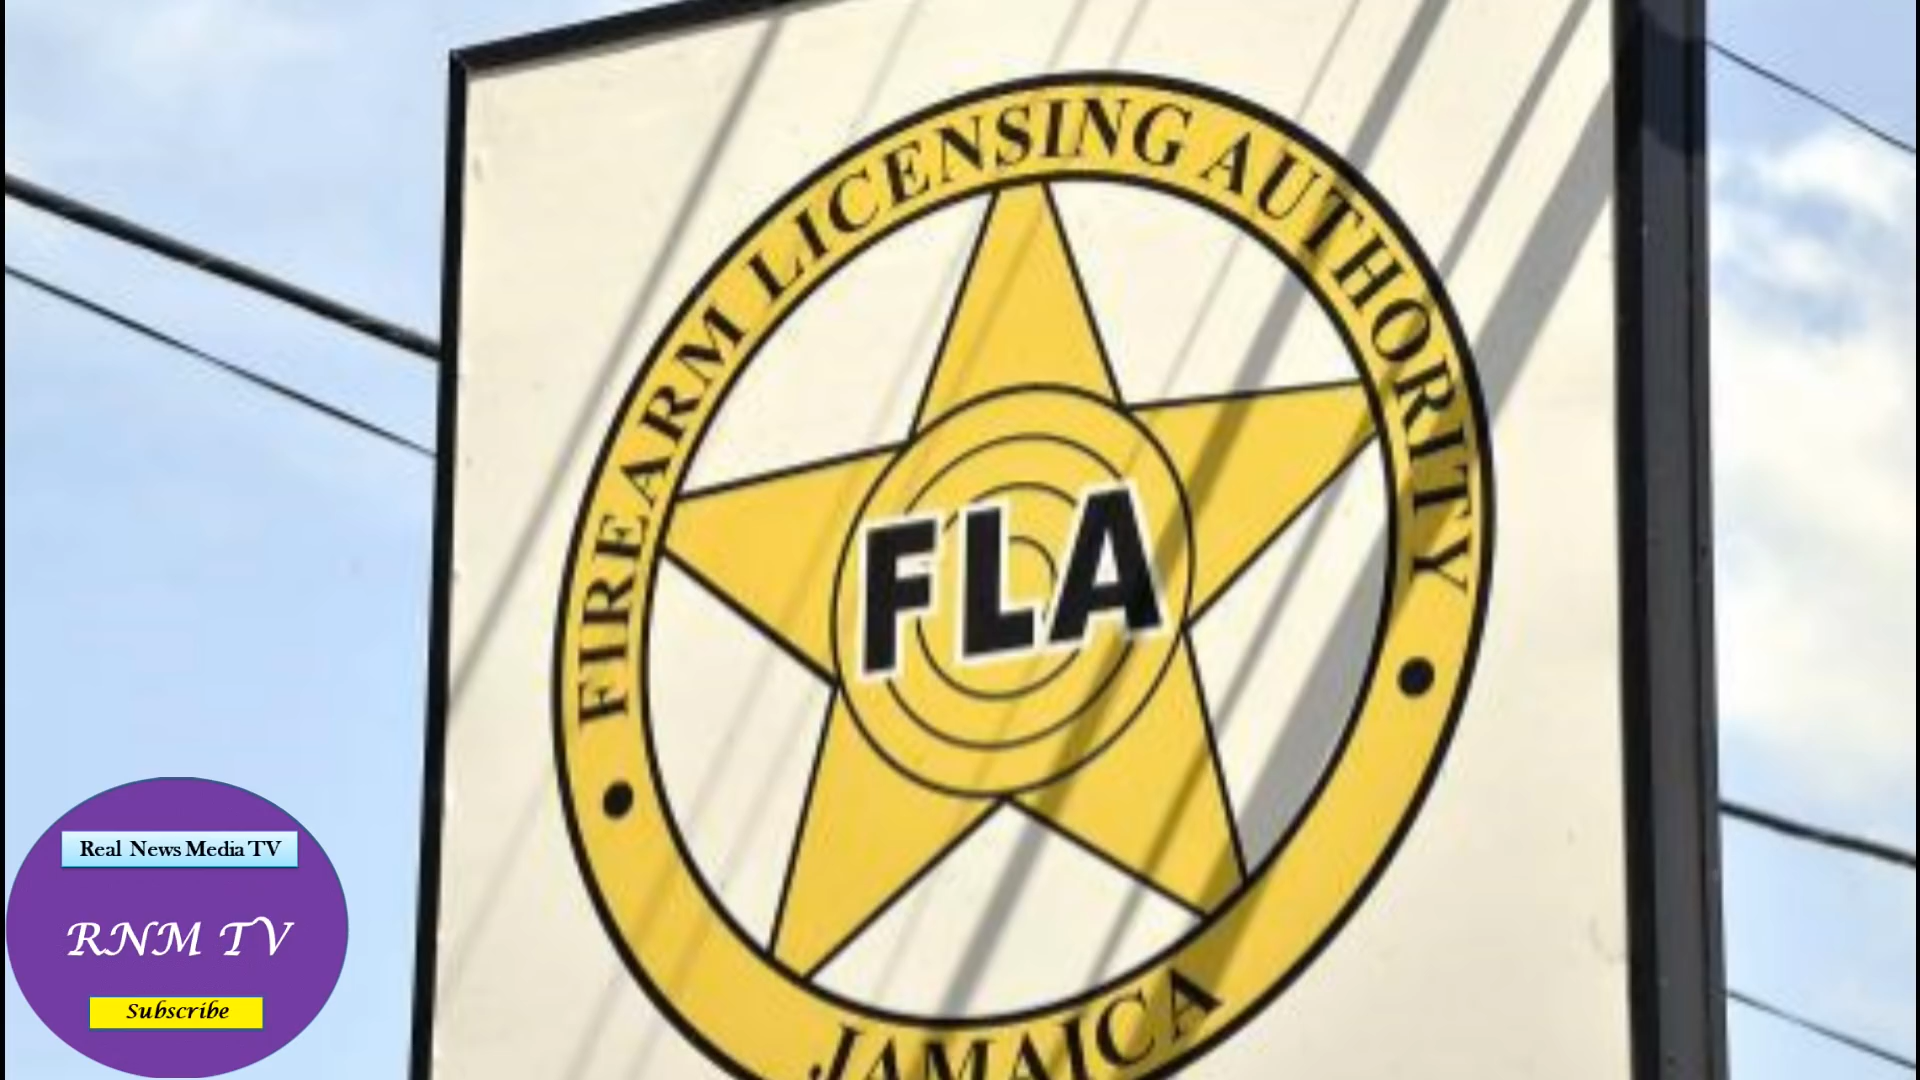 FIREARM LICENSING AUTHORITY
FLA
JAMAICA
Real News Media TV
RNM TV
Subscribe